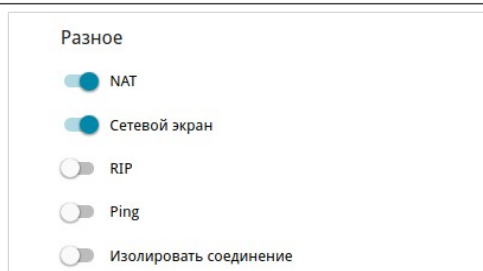 Разное
NAT
Сетевой экран
RIP
Ping
Изолировать соединение